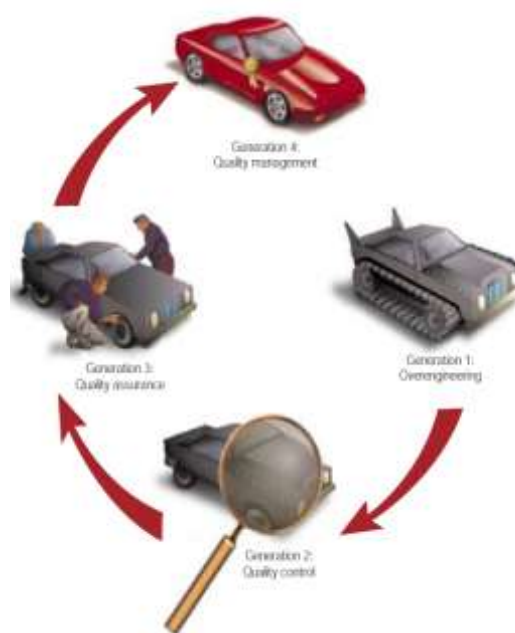 Generation 4:
Quality management
Generation 3:
Quality assurance
Generation 1:
Overengineering
Generation 2:
Quality control